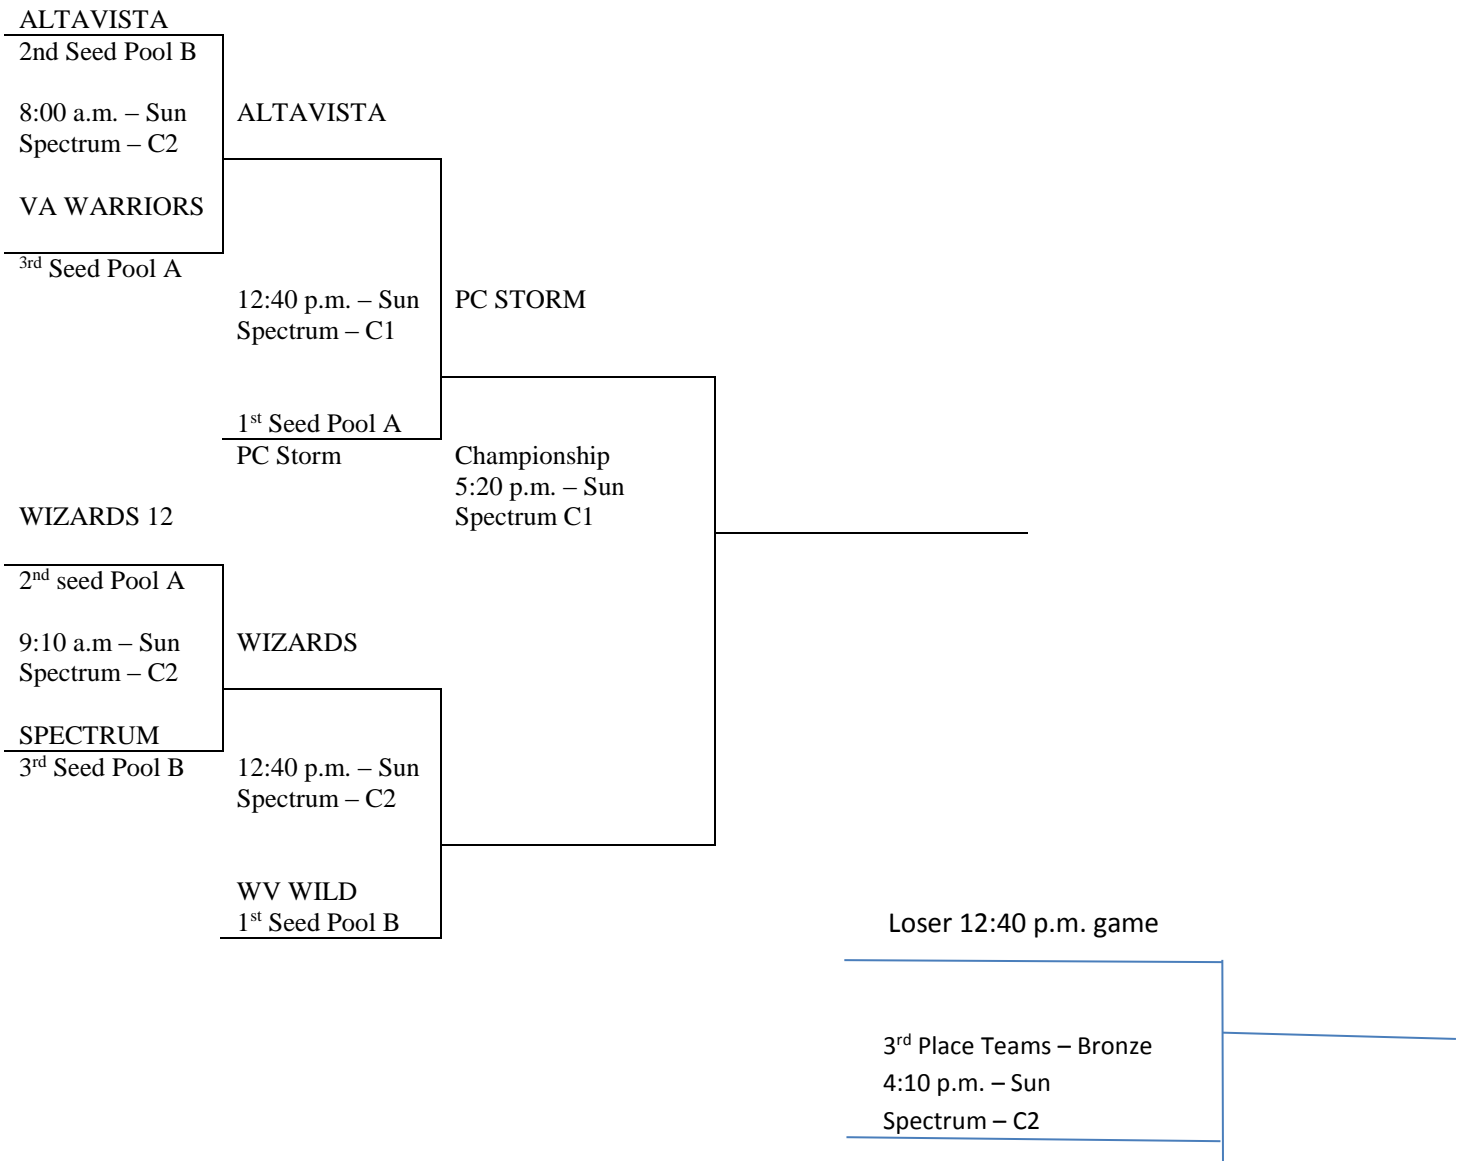 ALTAVISTA
2nd Seed Pool B
8:00 a.m. – Sun
Spectrum – C2
ALTAVISTA
VA WARRIORS
3rd Seed Pool A
12:40 p.m. – Sun
Spectrum – C1
PC STORM
1st Seed Pool A
PC Storm
Championship
5:20 p.m. – Sun
Spectrum C1
WIZARDS 12
2nd seed Pool A
9:10 a.m – Sun
Spectrum – C2
WIZARDS
SPECTRUM
3rd Seed Pool B
12:40 p.m. – Sun
Spectrum – C2
WV WILD
1st Seed Pool B
Loser 12:40 p.m. game
3rd Place Teams – Bronze
4:10 p.m. – Sun
Spectrum – C2